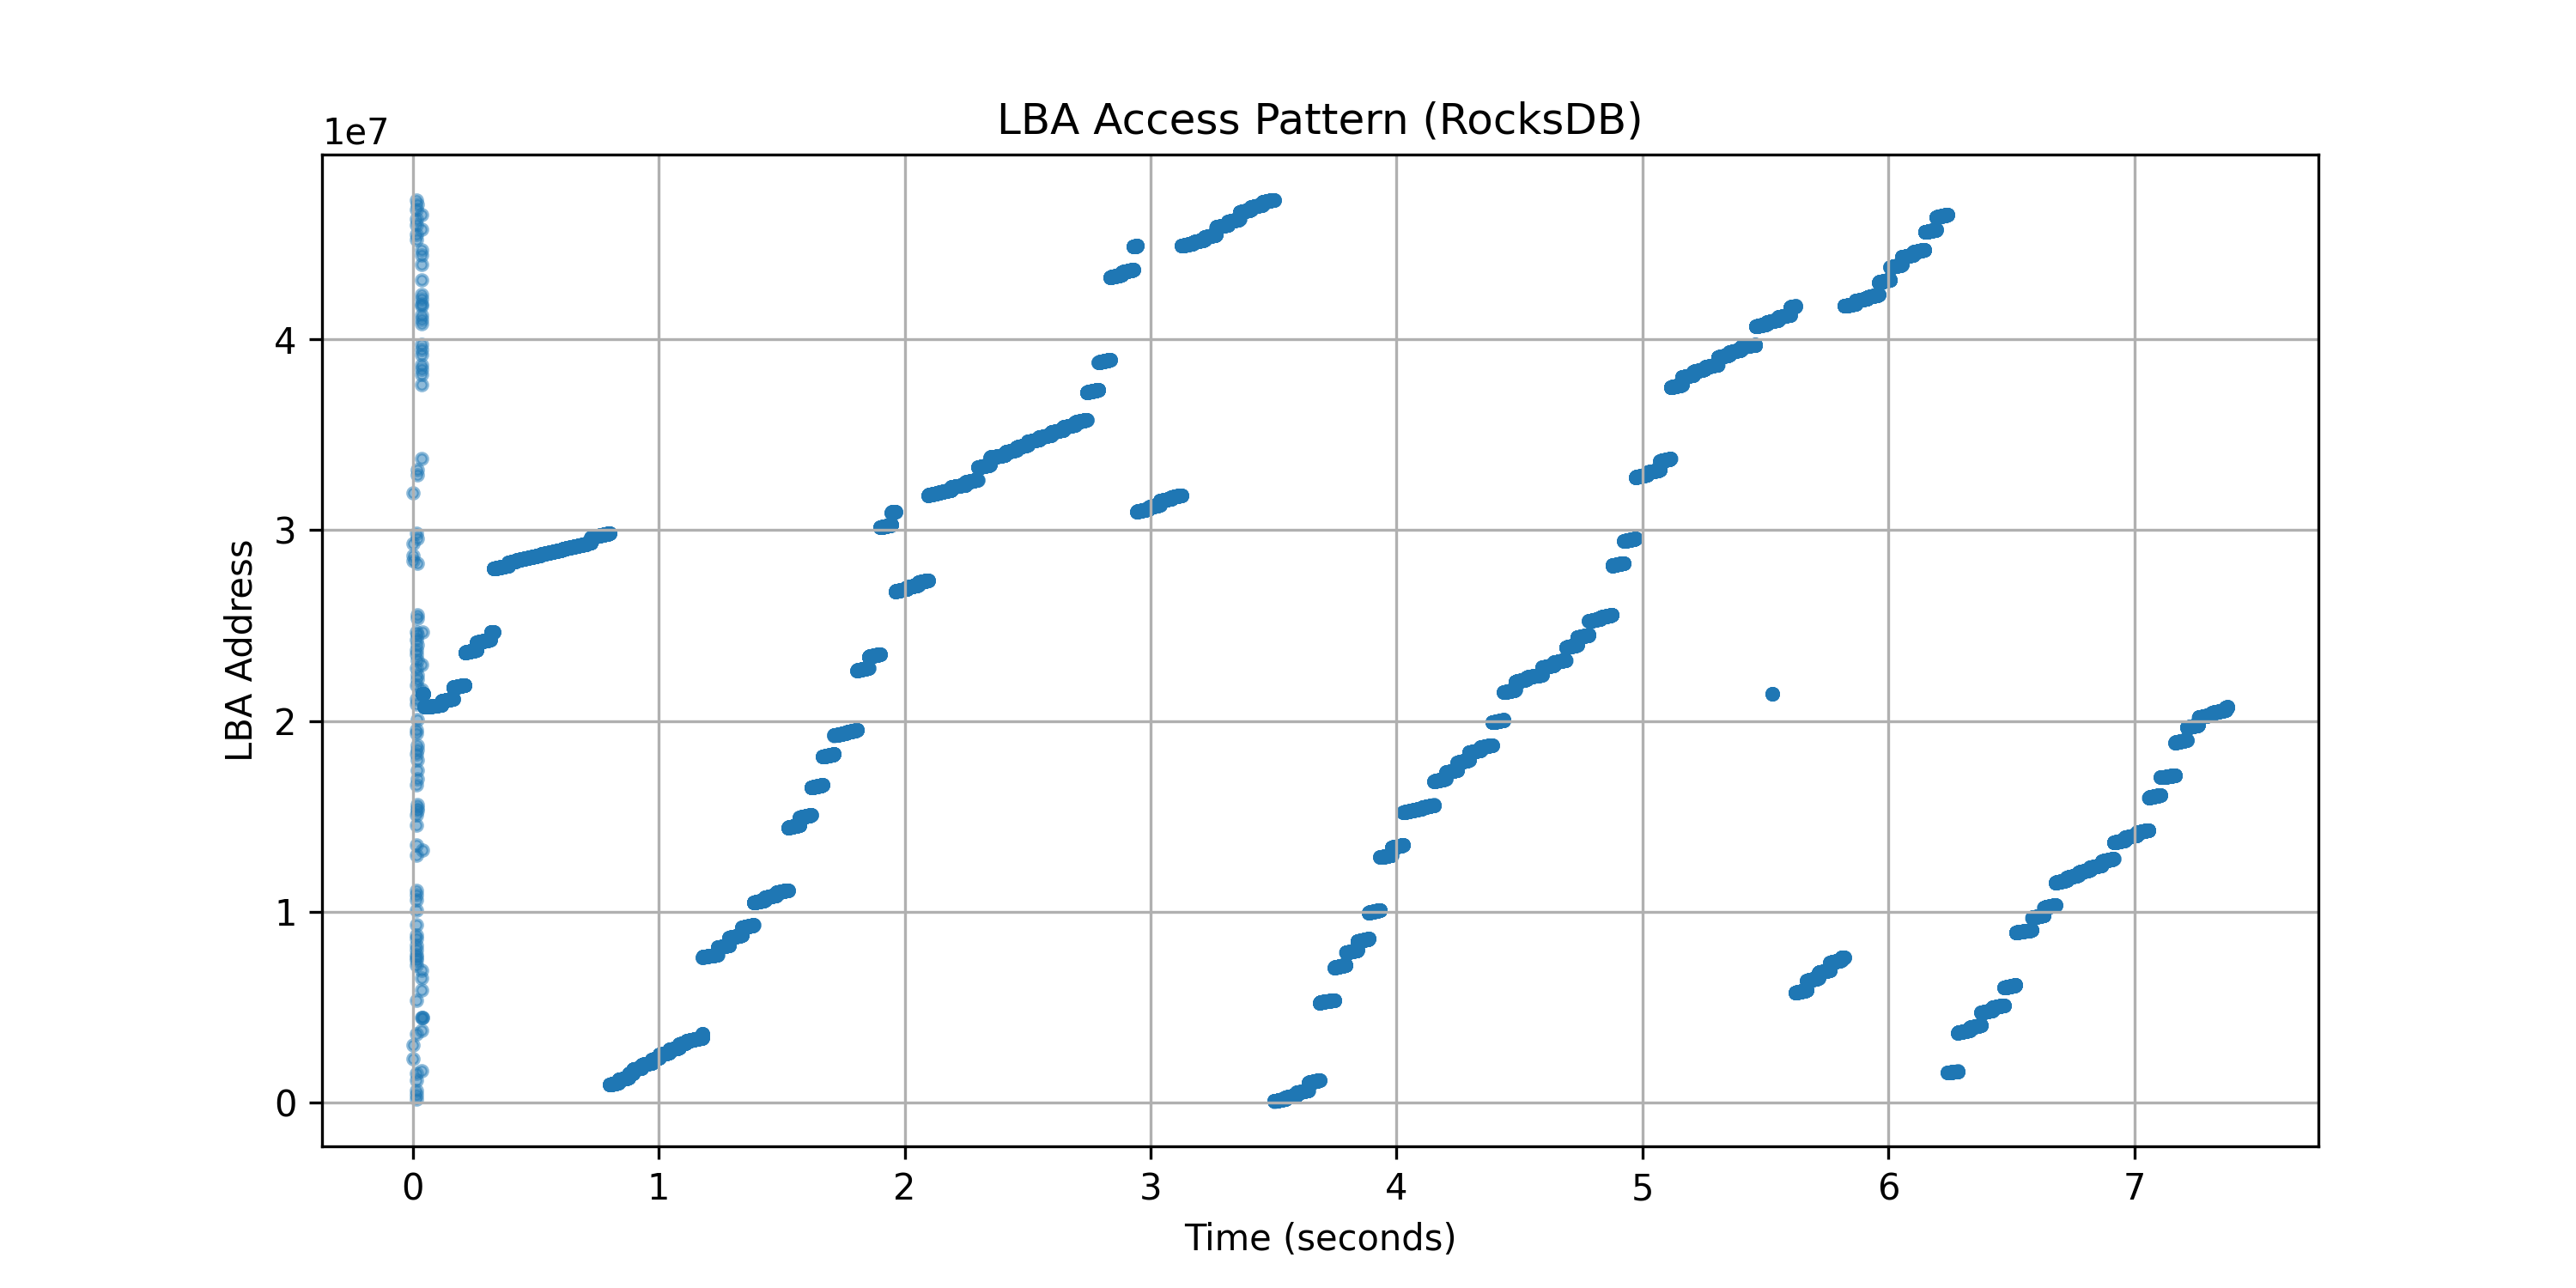 LBA Access Pattern (RocksDB)
1e7
LBA Address
4
3
2
1
0
0 1 2 3 4 5 6 7
Time (seconds)